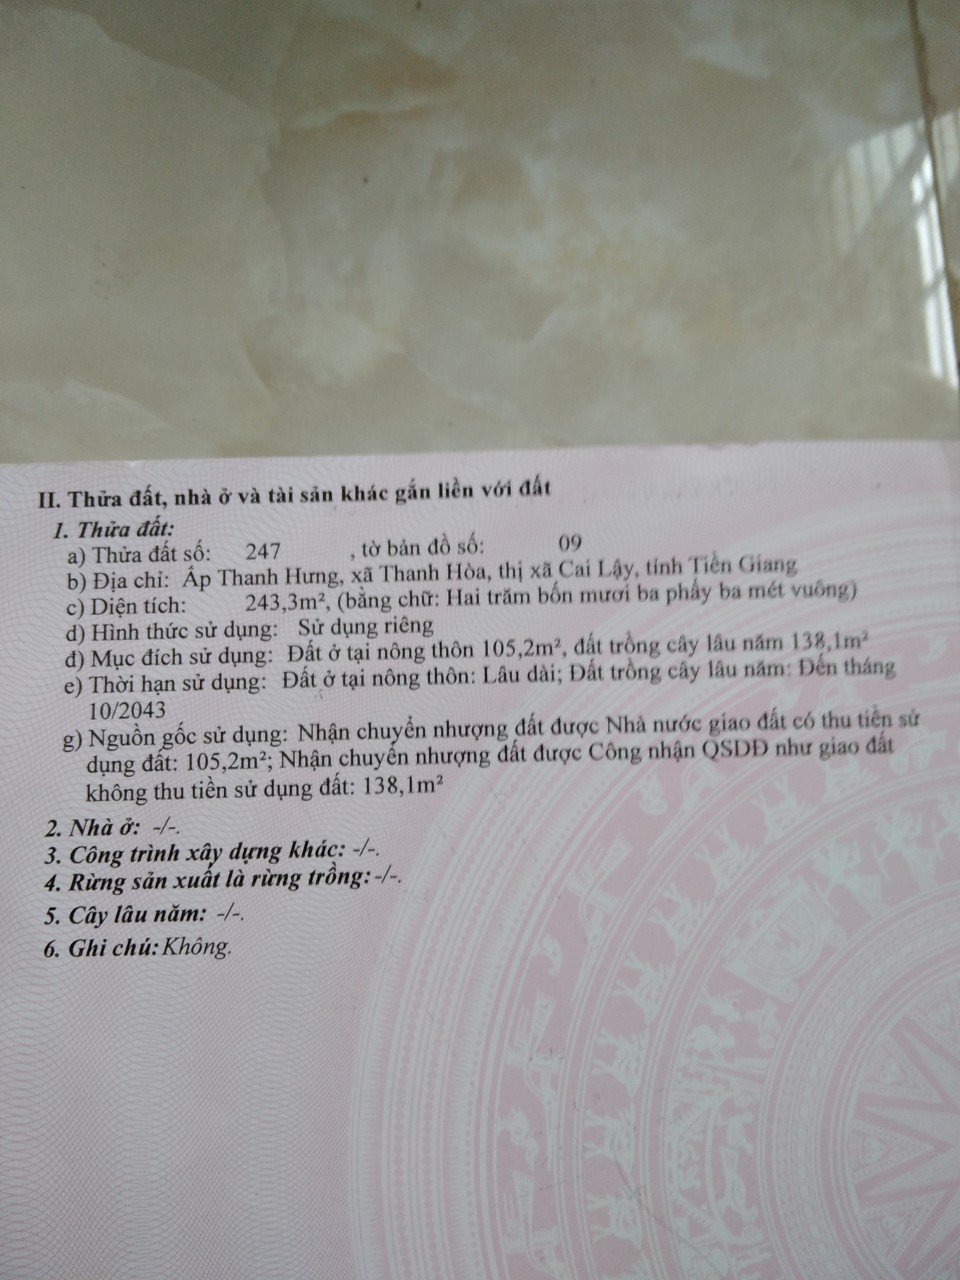 II. Thửa đất, nhà ở và tài sản khác gắn liền với đất
1. Thửa đất:
a) Thửa đất số: 247 , tờ bản đồ số: 09
b) Địa chỉ: Ấp Thanh Hưng, xã Thanh Hòa, thị xã Cai Lậy, tỉnh Tiền Giang
c) Diện tích: 243,3m², (bằng chữ: Hai trăm bốn mươi ba phẩy ba mét vuông)
d) Hình thức sử dụng: Sử dụng riêng
đ) Mục đích sử dụng: Đất ở tại nông thôn 105,2m², đất trồng cây lâu năm 138,1m²
e) Thời hạn sử dụng: Đất ở tại nông thôn: Lâu dài; Đất trồng cây lâu năm: Đến tháng
10/2043
g) Nguồn gốc sử dụng: Nhận chuyển nhượng đất được Nhà nước giao đất có thu tiền sử
dụng đất: 105,2m²; Nhận chuyển nhượng đất được Công nhận QSDĐ như giao đất
không thu tiền sử dụng đất: 138,1m²
2. Nhà ở: -/-.
3. Công trình xây dựng khác: -/-.
4. Rừng sản xuất là rừng trồng: -/-.
5. Cây lâu năm: -/-.
6. Ghi chú: Không.